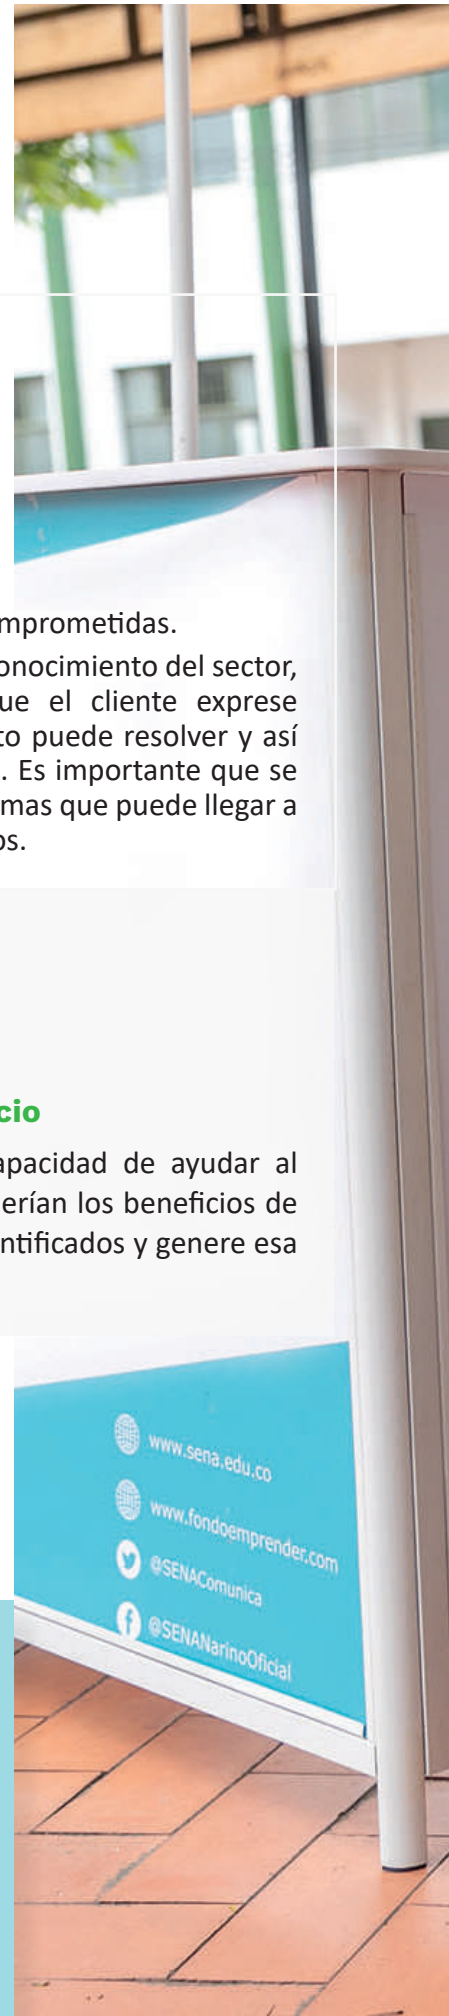 mprometidas.
onocimiento del sector,
ue el cliente exprese
to puede resolver y así
. Es importante que se
mas que puede llegar a
os.
cio
apacidad de ayudar al
erían los beneficios de
ntificados y genere esa
www.sena.edu.co
www.fondoemprender.com
@SENAComunica
@SENANarinoOficial